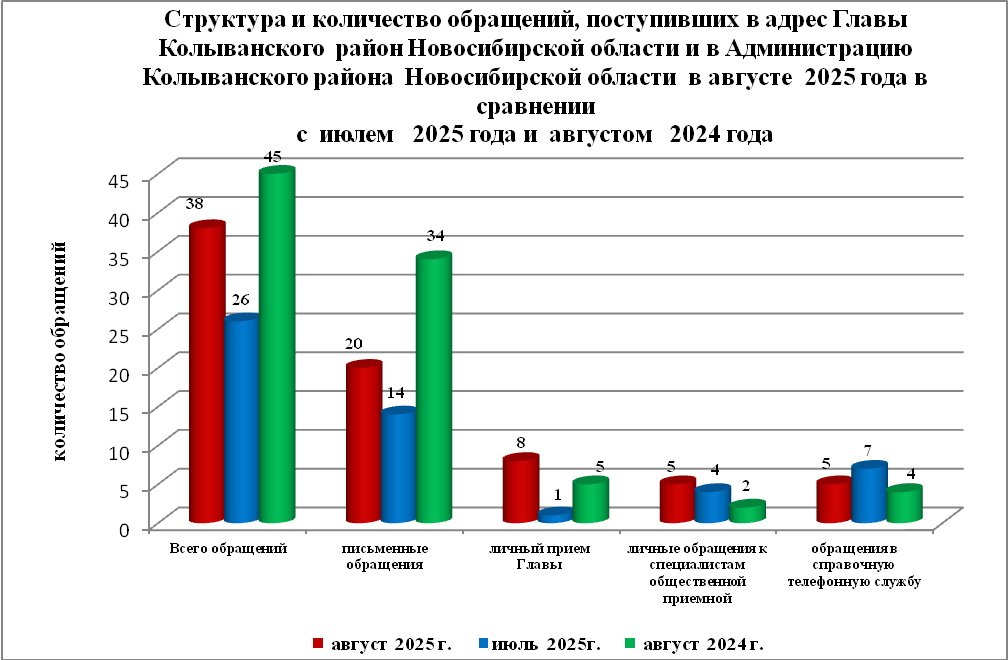 Структура и количество обращений, поступивших в адрес Главы
Колыванского район Новосибирской области и в Администрацию
Колыванского района Новосибирской области в августе 2025 года в
сравнении
с июлем 2025 года и августом 2024 года
количество обращений
45
40
35
30
25
20
15
10
5
0
38
26
45
20
14
34
8
1
5
5
4
2
5
7
4
Всего обращений
письменные
обращения
личный прием
Главы
личные обращения к
специалистам
общественной
приемной
обращения в
справочную
телефонную службу
август 2025 г.
июль 2025г.
август 2024 г.